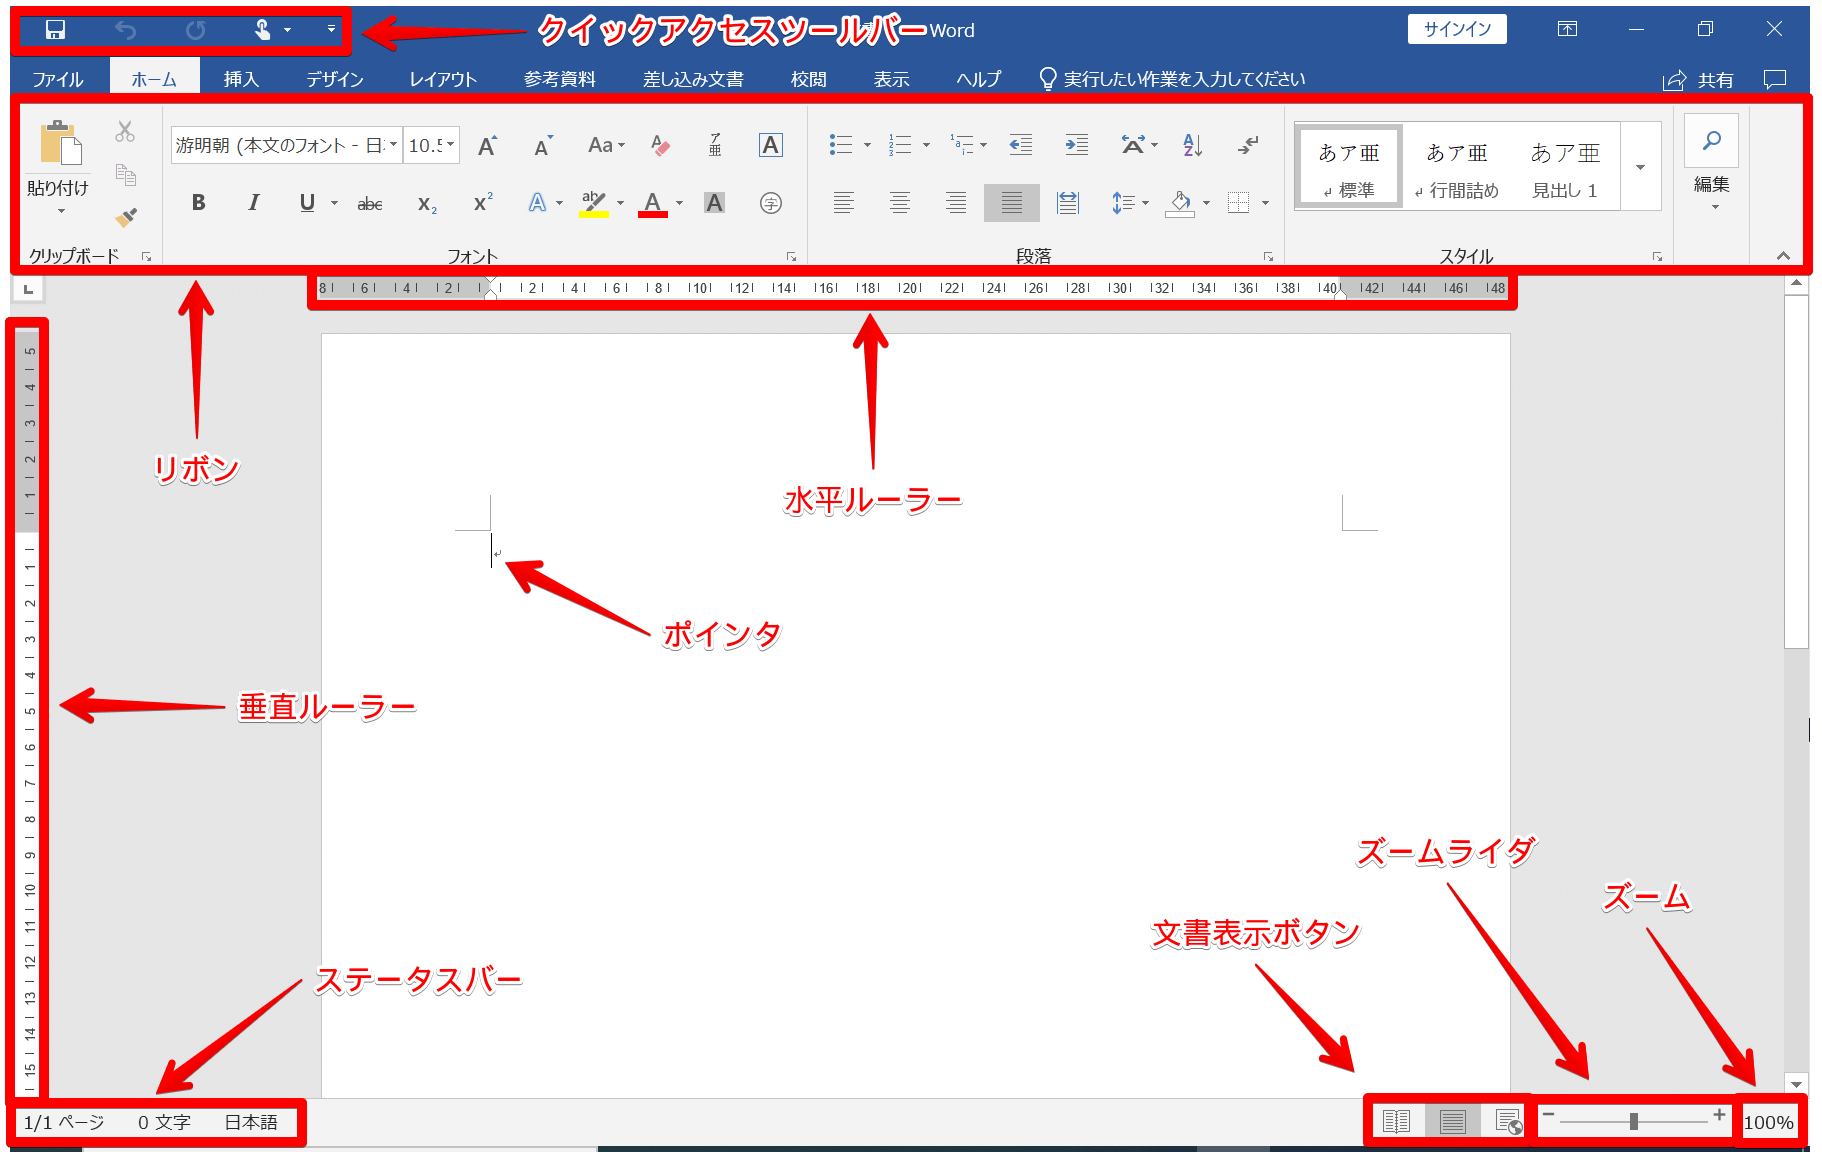 クイックアクセスツールバー Word サインイン
ファイル ホーム 挿入 デザイン レイアウト 参考資料 差し込み文書 校閲 表示 ヘルプ 実行したい作業を入力してください 共有
貼り付け
クリップボード
游明朝 (本文のフォント - 日 10.5
Aa
ア
亜
A
B I U abc X₂ X² A ab A A 字
フォント
段落
あア亜 あア亜 あア亜
標準 行間詰め 見出し 1
スタイル
編集
8 6 4 2 2 4 6 8 10 12 14 16 18 20 22 24 26 28 30 32 34 36 38 40 42 44 46 48
5 4 3 2 1 1 2 3 4 5 6 7 8 9 10 11 12 13 14 15
リボン
水平ルーラー
ポインタ
垂直ルーラー
ズームライダ
ズーム
文書表示ボタン
ステータスバー
1/1 ページ 0 文字 日本語
100%